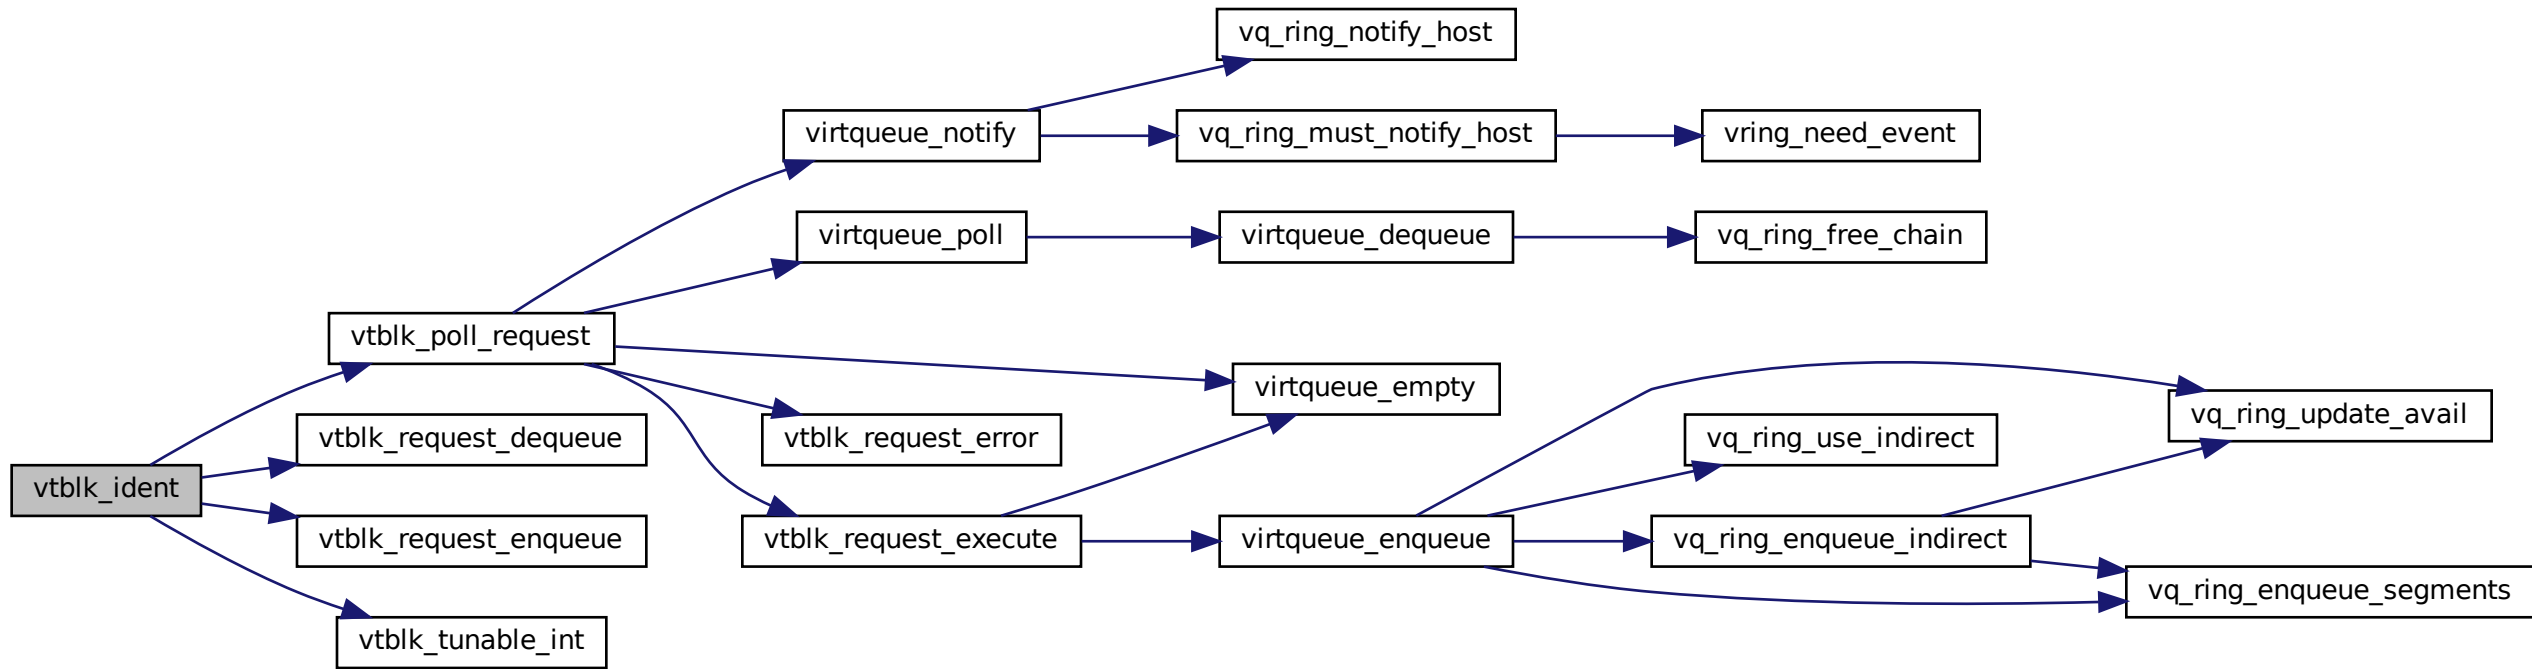 vq_ring_notify_host
virtqueue_notify
vq_ring_must_notify_host
vring_need_event
virtqueue_poll
virtqueue_dequeue
vq_ring_free_chain
vtblk_poll_request
virtqueue_empty
vq_ring_update_avail
vtblk_request_dequeue
vtblk_request_error
vq_ring_use_indirect
vtblk_ident
vtblk_request_enqueue
vtblk_request_execute
virtqueue_enqueue
vq_ring_enqueue_indirect
vq_ring_enqueue_segments
vtblk_tunable_int